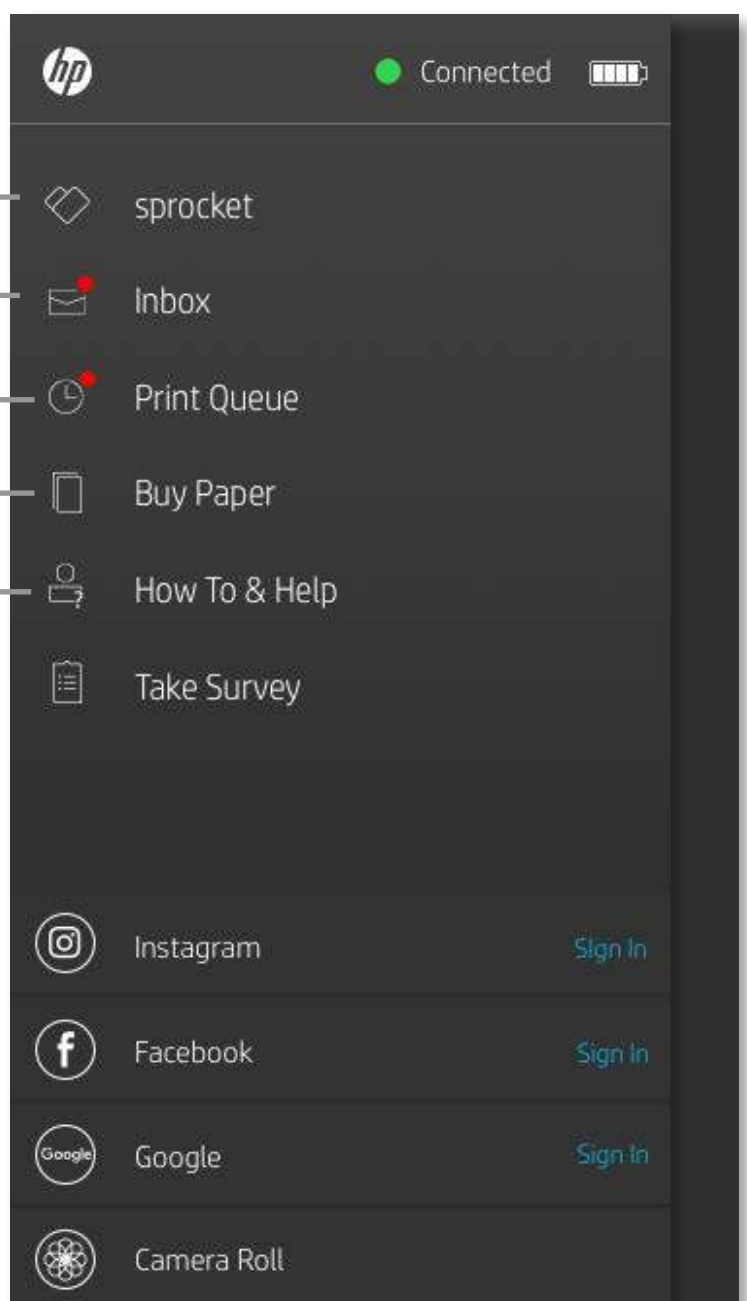 hp
Connected
sprocket
Inbox
Print Queue
Buy Paper
How To & Help
Take Survey
Instagram
SIgn In
Facebook
Sign In
Google
Google
Sign In
Camera Roll